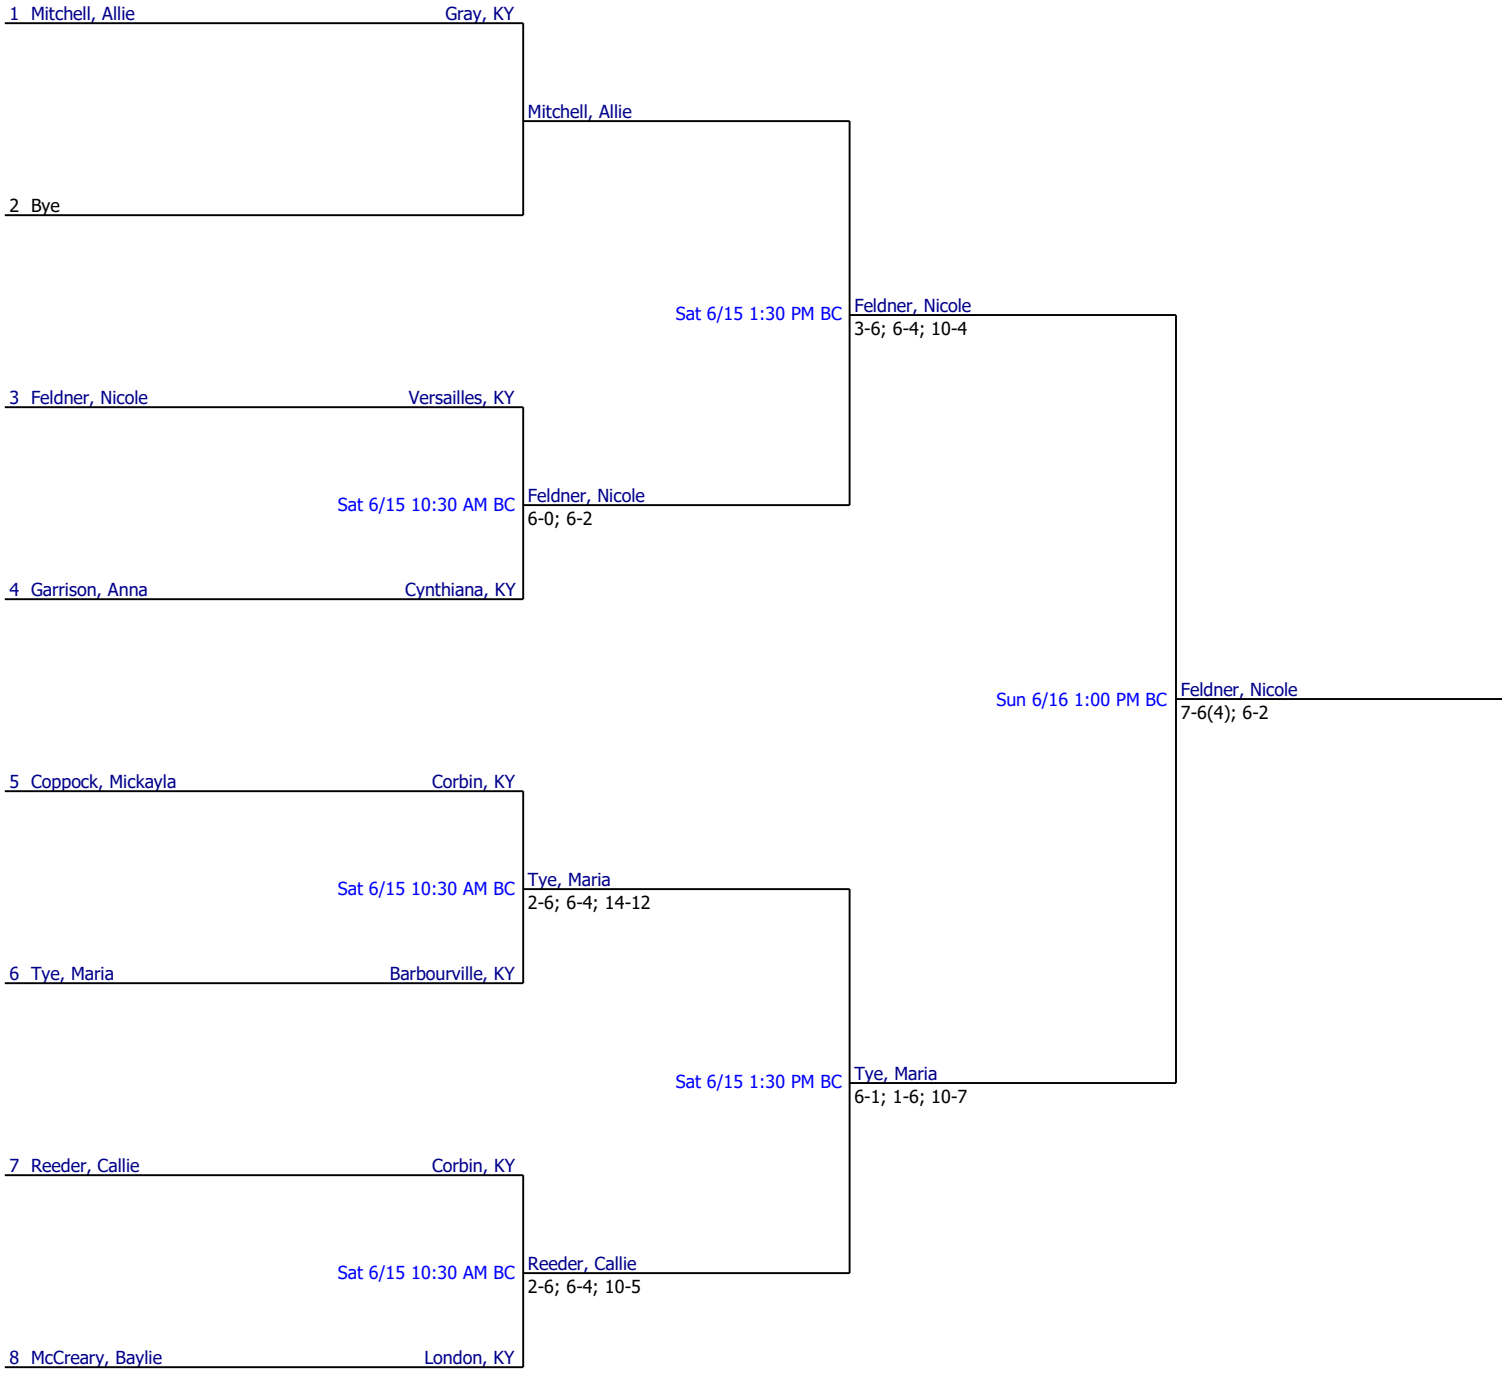 1 Mitchell, Allie Gray, KY
Mitchell, Allie
2 Bye
Sat 6/15 1:30 PM BC
Feldner, Nicole
3-6; 6-4; 10-4
3 Feldner, Nicole Versailles, KY
Sat 6/15 10:30 AM BC
Feldner, Nicole
6-0; 6-2
4 Garrison, Anna Cynthiana, KY
Sun 6/16 1:00 PM BC
Feldner, Nicole
7-6(4); 6-2
5 Coppock, Mickayla Corbin, KY
Sat 6/15 10:30 AM BC
Tye, Maria
2-6; 6-4; 14-12
6 Tye, Maria Barbourville, KY
Sat 6/15 1:30 PM BC
Tye, Maria
6-1; 1-6; 10-7
7 Reeder, Callie Corbin, KY
Sat 6/15 10:30 AM BC
Reeder, Callie
2-6; 6-4; 10-5
8 McCreary, Baylie London, KY